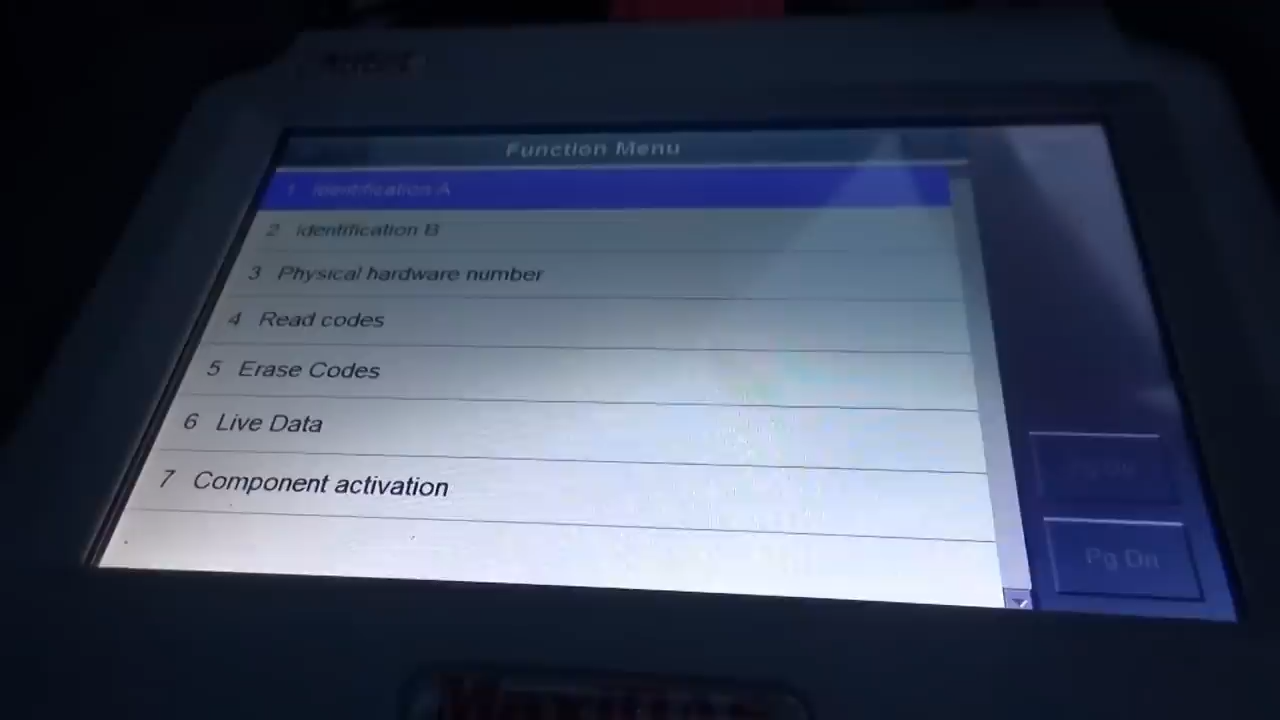 Function Menu
1 Identification A
2 Identification B
3 Physical hardware number
4 Read codes
5 Erase Codes
6 Live Data
7 Component activation
Pg Dn